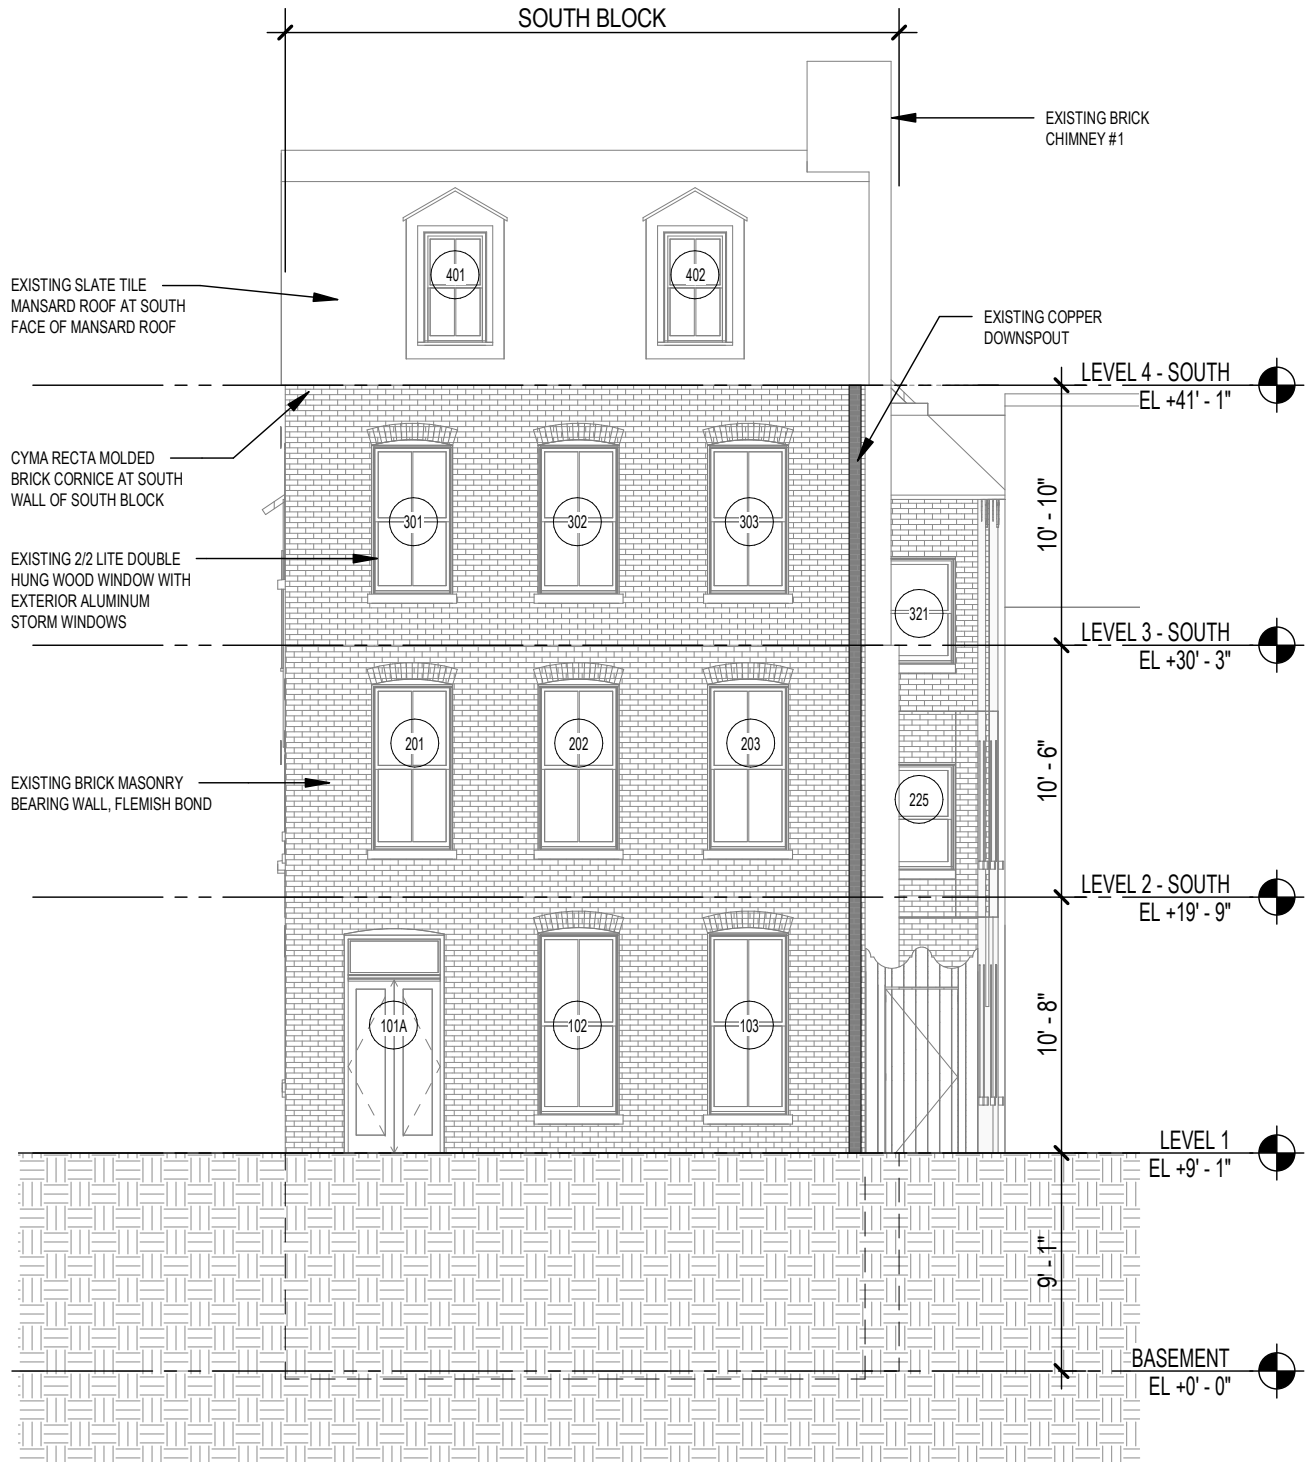 SOUTH BLOCK
EXISTING BRICK
CHIMNEY #1
401
402
EXISTING SLATE TILE
MANSARD ROOF AT SOUTH
FACE OF MANSARD ROOF
EXISTING COPPER
DOWNSPOUT
LEVEL 4 - SOUTH
EL +41' - 1"
CYMA RECTA MOLDED
BRICK CORNICE AT SOUTH
WALL OF SOUTH BLOCK
10' - 10"
301
302
303
EXISTING 2/2 LITE DOUBLE
HUNG WOOD WINDOW WITH
EXTERIOR ALUMINUM
STORM WINDOWS
321
LEVEL 3 - SOUTH
EL +30' - 3"
201
202
203
10' - 6"
EXISTING BRICK MASONRY
BEARING WALL, FLEMISH BOND
225
LEVEL 2 - SOUTH
EL +19' - 9"
101A
102
103
10' - 8"
LEVEL 1
EL +9' - 1"
9' - 1"
BASEMENT
EL +0' - 0"